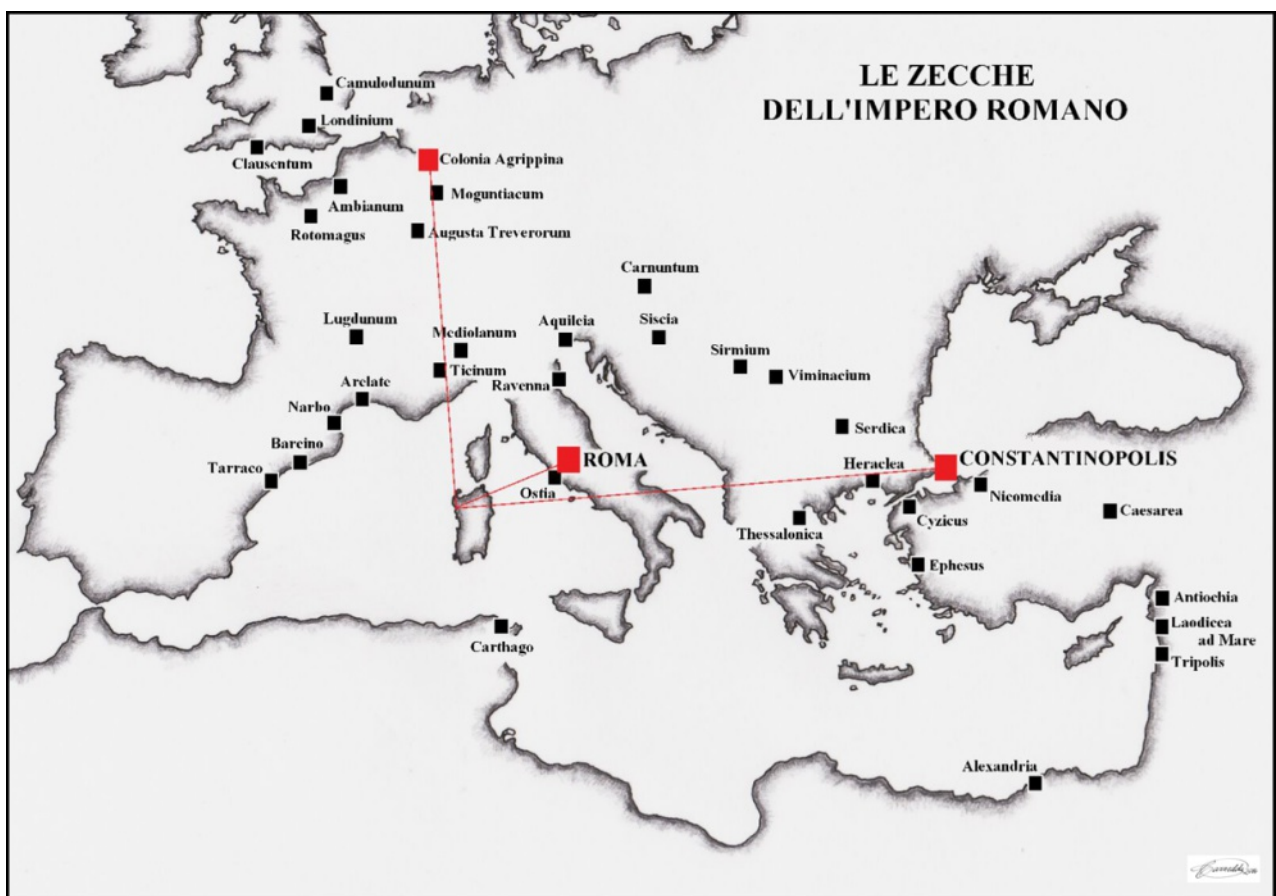 LE ZECCHE
DELL'IMPERO ROMANO
Camulodunum
Londinium
Clausentum
Colonia Agrippina
Ambianum
Moguntiacum
Rotomagus
Augusta Treverorum
Carnuntum
Lugdunum
Mediolanum
Aquileia
Siscia
Sirmium
Ticinum
Ravenna
Viminacium
Arelate
Narbo
Serdica
Barcino
Tarraco
ROMA
Ostia
Heraclea
CONSTANTINOPOLIS
Nicomedia
Cyzicus
Caesarea
Thessalonica
Ephesus
Antiochia
Laodicea
ad Mare
Tripolis
Carthago
Alexandria